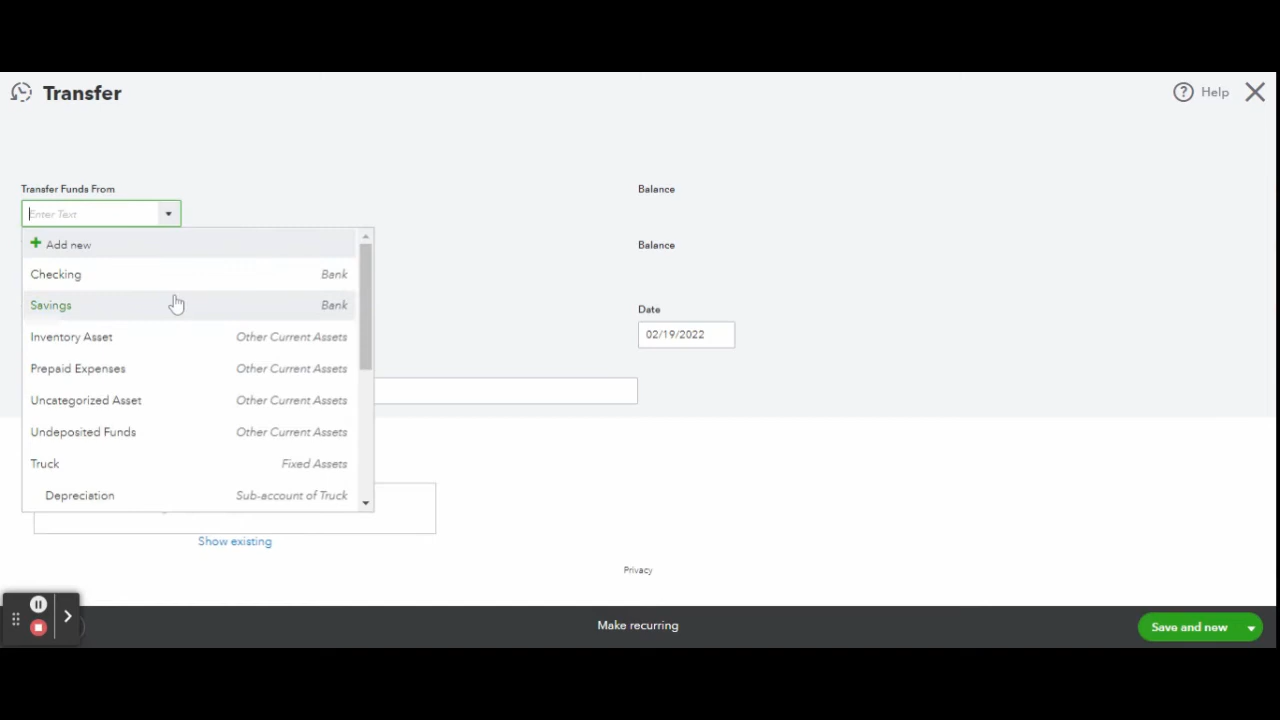 Transfer
Help
Transfer Funds From
Balance
Enter Text
Add new
Balance
Checking Bank
Savings Bank
Date
02/19/2022
Inventory Asset Other Current Assets
Prepaid Expenses Other Current Assets
Uncategorized Asset Other Current Assets
Undeposited Funds Other Current Assets
Truck Fixed Assets
Depreciation Sub-account of Truck
Show existing
Privacy
Make recurring
Save and new